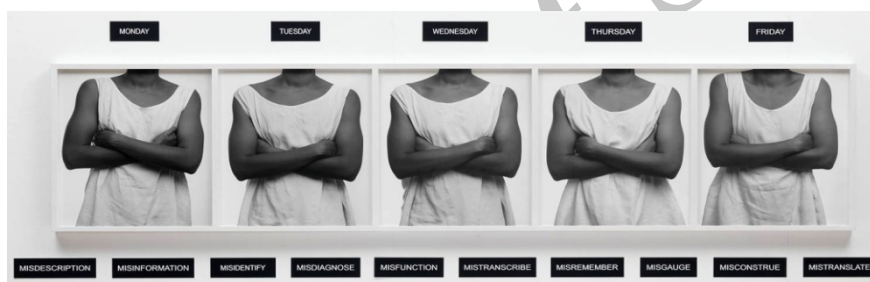 MONDAY TUESDAY WEDNESDAY THURSDAY FRIDAY
MISDESCRIPTION MISINFORMATION MISIDENTIFY MISDIAGNOSE MISFUNCTION MISTRANSCRIBE MISREMEMBER MISGAUGE MISCONSTRUE MISTRANSLATE